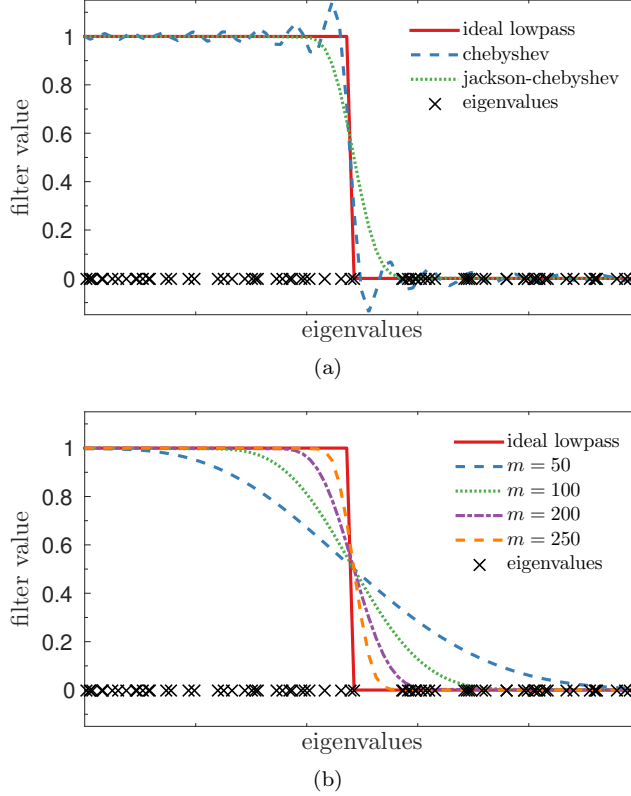 1
0.8
0.6
0.4
0.2
0
filter value
eigenvalues
ideal lowpass
chebyshev
jackson-chebyshev
eigenvalues
(a)
1
0.8
0.6
0.4
0.2
0
filter value
eigenvalues
ideal lowpass
m = 50
m = 100
m = 200
m = 250
eigenvalues
(b)